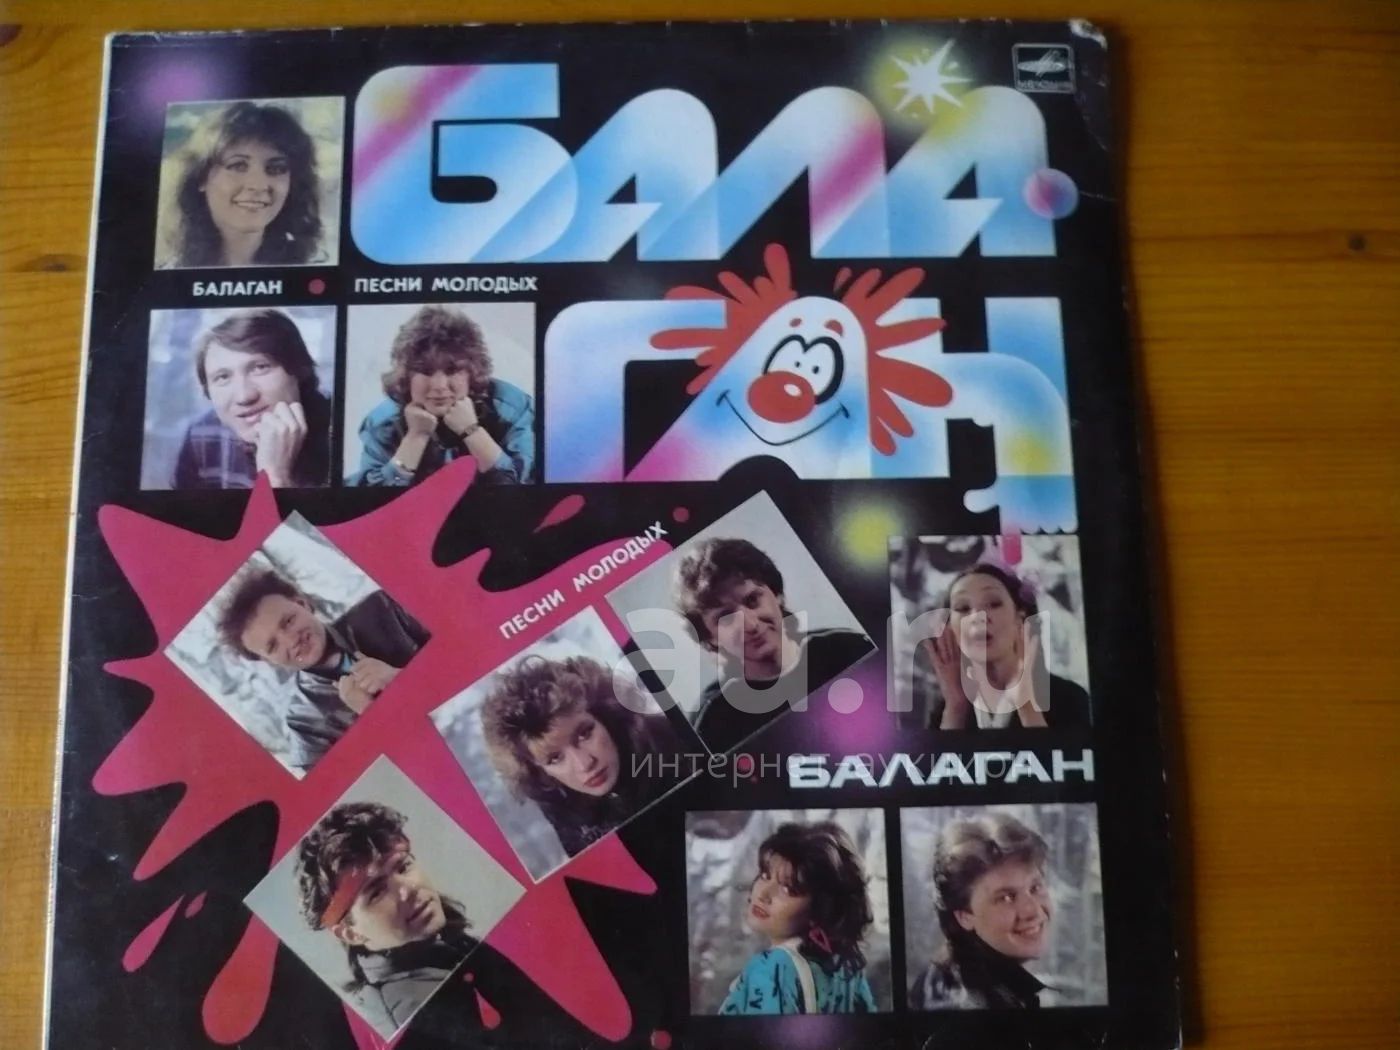 БАЛА
БАЛАГАН • ПЕСНИ МОЛОДЫХ
ГАН
ПЕСНИ МОЛОДЫХ •
au.ru
интернет-аукцион
• БАЛАГАН